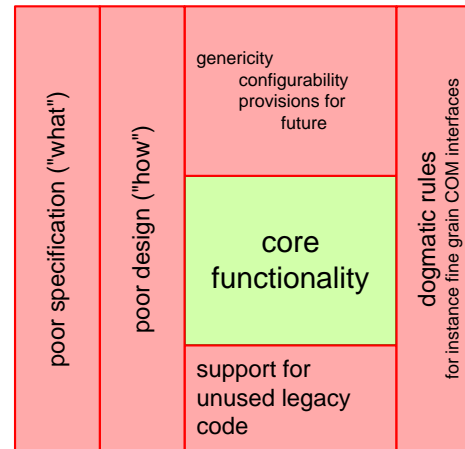 poor specification ("what")
poor design ("how")
genericity
configurability
provisions for
future
core
functionality
support for
unused legacy
code
dogmatic rules
for instance fine grain COM interfaces